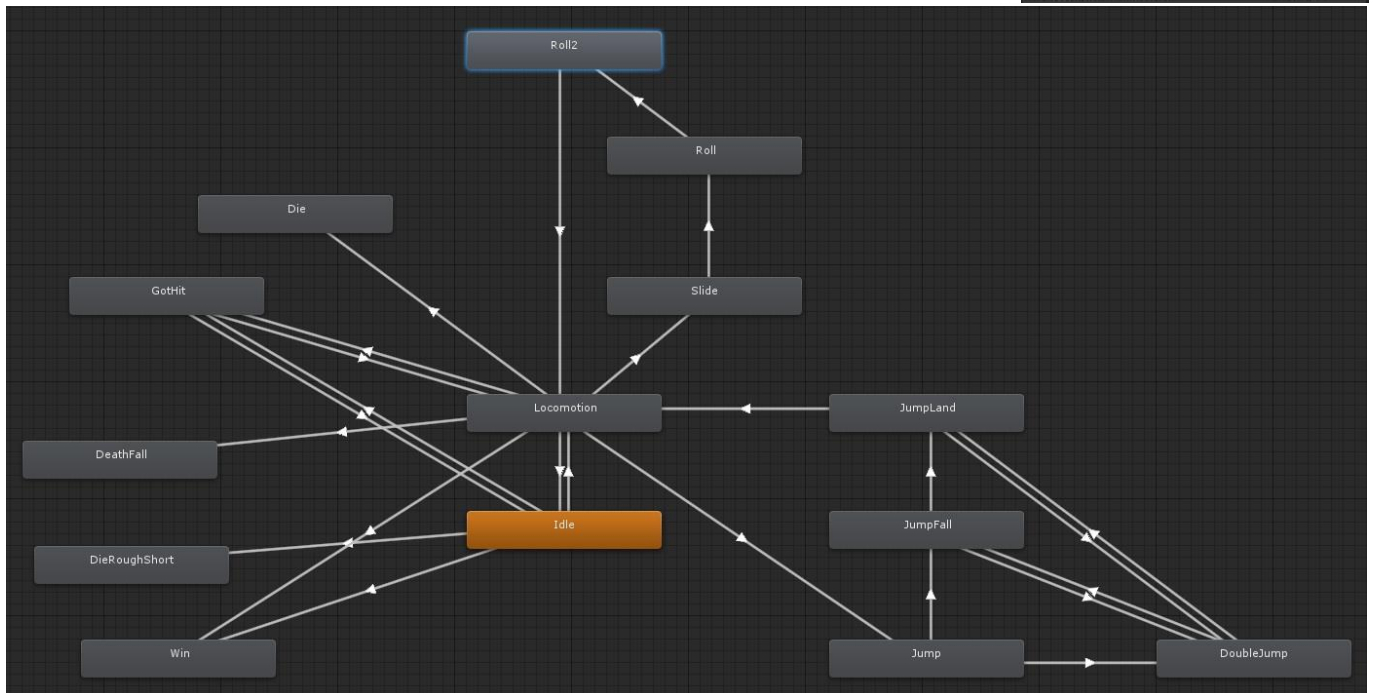 Roll2
Roll
Die
GotHit
Slide
Locomotion
JumpLand
DeathFall
Idle
JumpFall
DieRoughShort
Win
Jump
DoubleJump